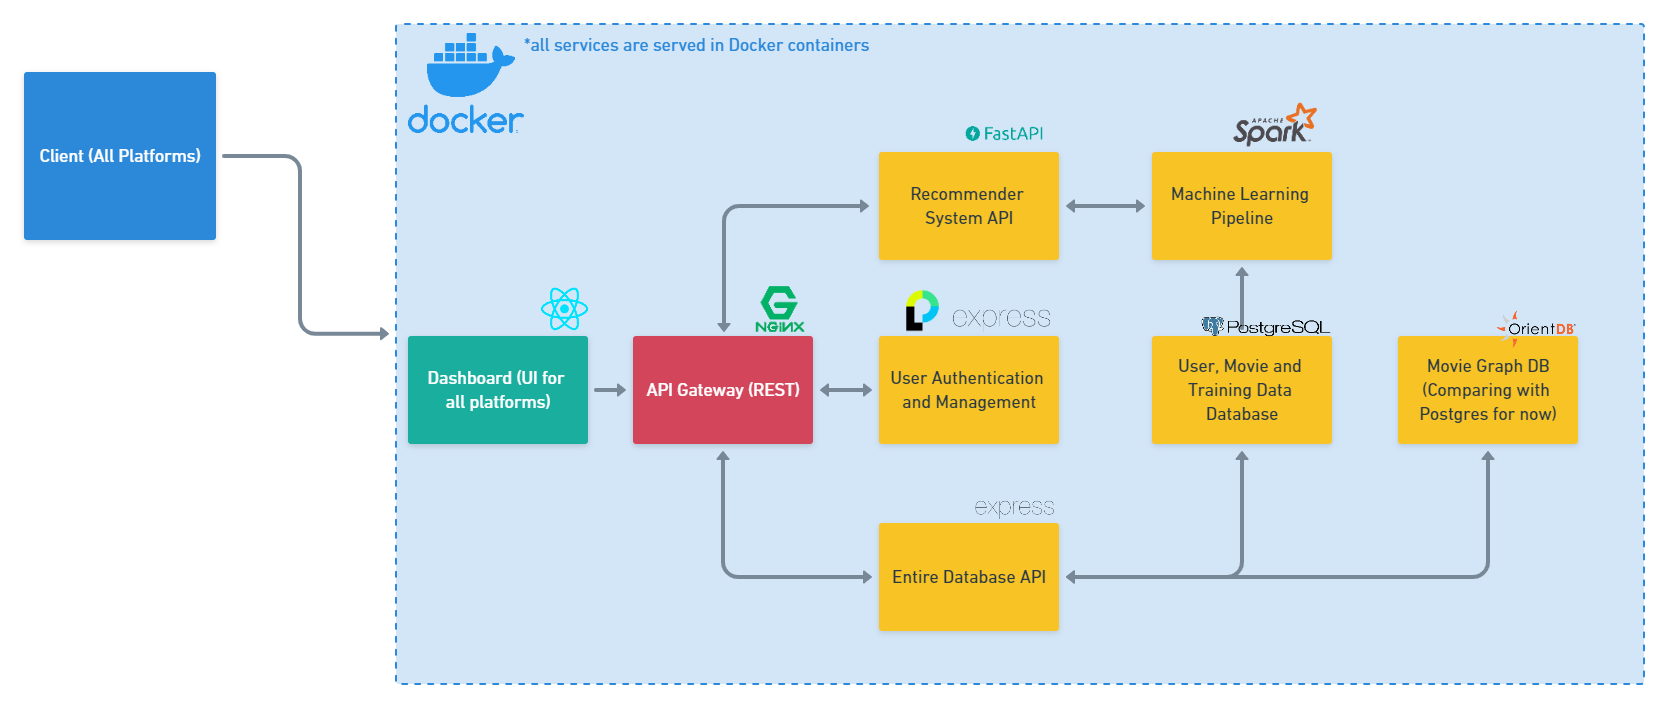 *all services are served in Docker containers
docker
Client (All Platforms)
FastAPI
APACHE
Spark
Recommender
System API
Machine Learning
Pipeline
NGINX
express
PostgreSQL
OrientDB
Dashboard (UI for
all platforms)
API Gateway (REST)
User Authentication
and Management
User, Movie and
Training Data
Database
Movie Graph DB
(Comparing with
Postgres for now)
express
Entire Database API